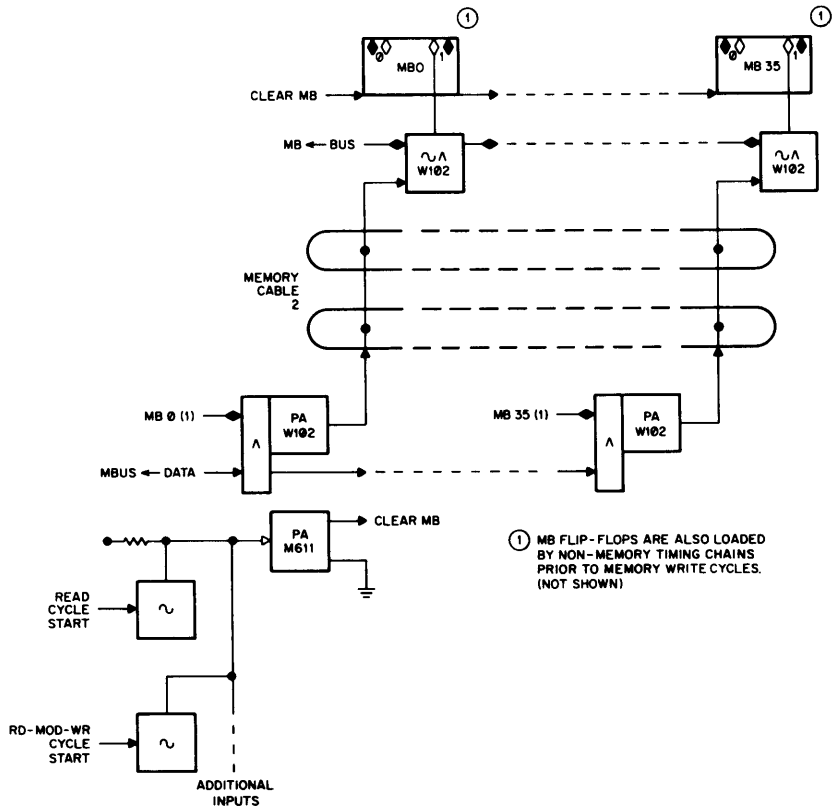 1
1
0
1
MB0
0
1
MB 35
CLEAR MB
MB ← BUS
∿ ∧
W102
∿ ∧
W102
MEMORY
CABLE
2
MB 0 (1)
∧
PA
W102
MB 35 (1)
∧
PA
W102
MBUS ← DATA
PA
M611
CLEAR MB
1 MB FLIP-FLOPS ARE ALSO LOADED
BY NON-MEMORY TIMING CHAINS
PRIOR TO MEMORY WRITE CYCLES.
(NOT SHOWN)
READ
CYCLE
START
∿
RD-MOD-WR
CYCLE
START
∿
ADDITIONAL
INPUTS